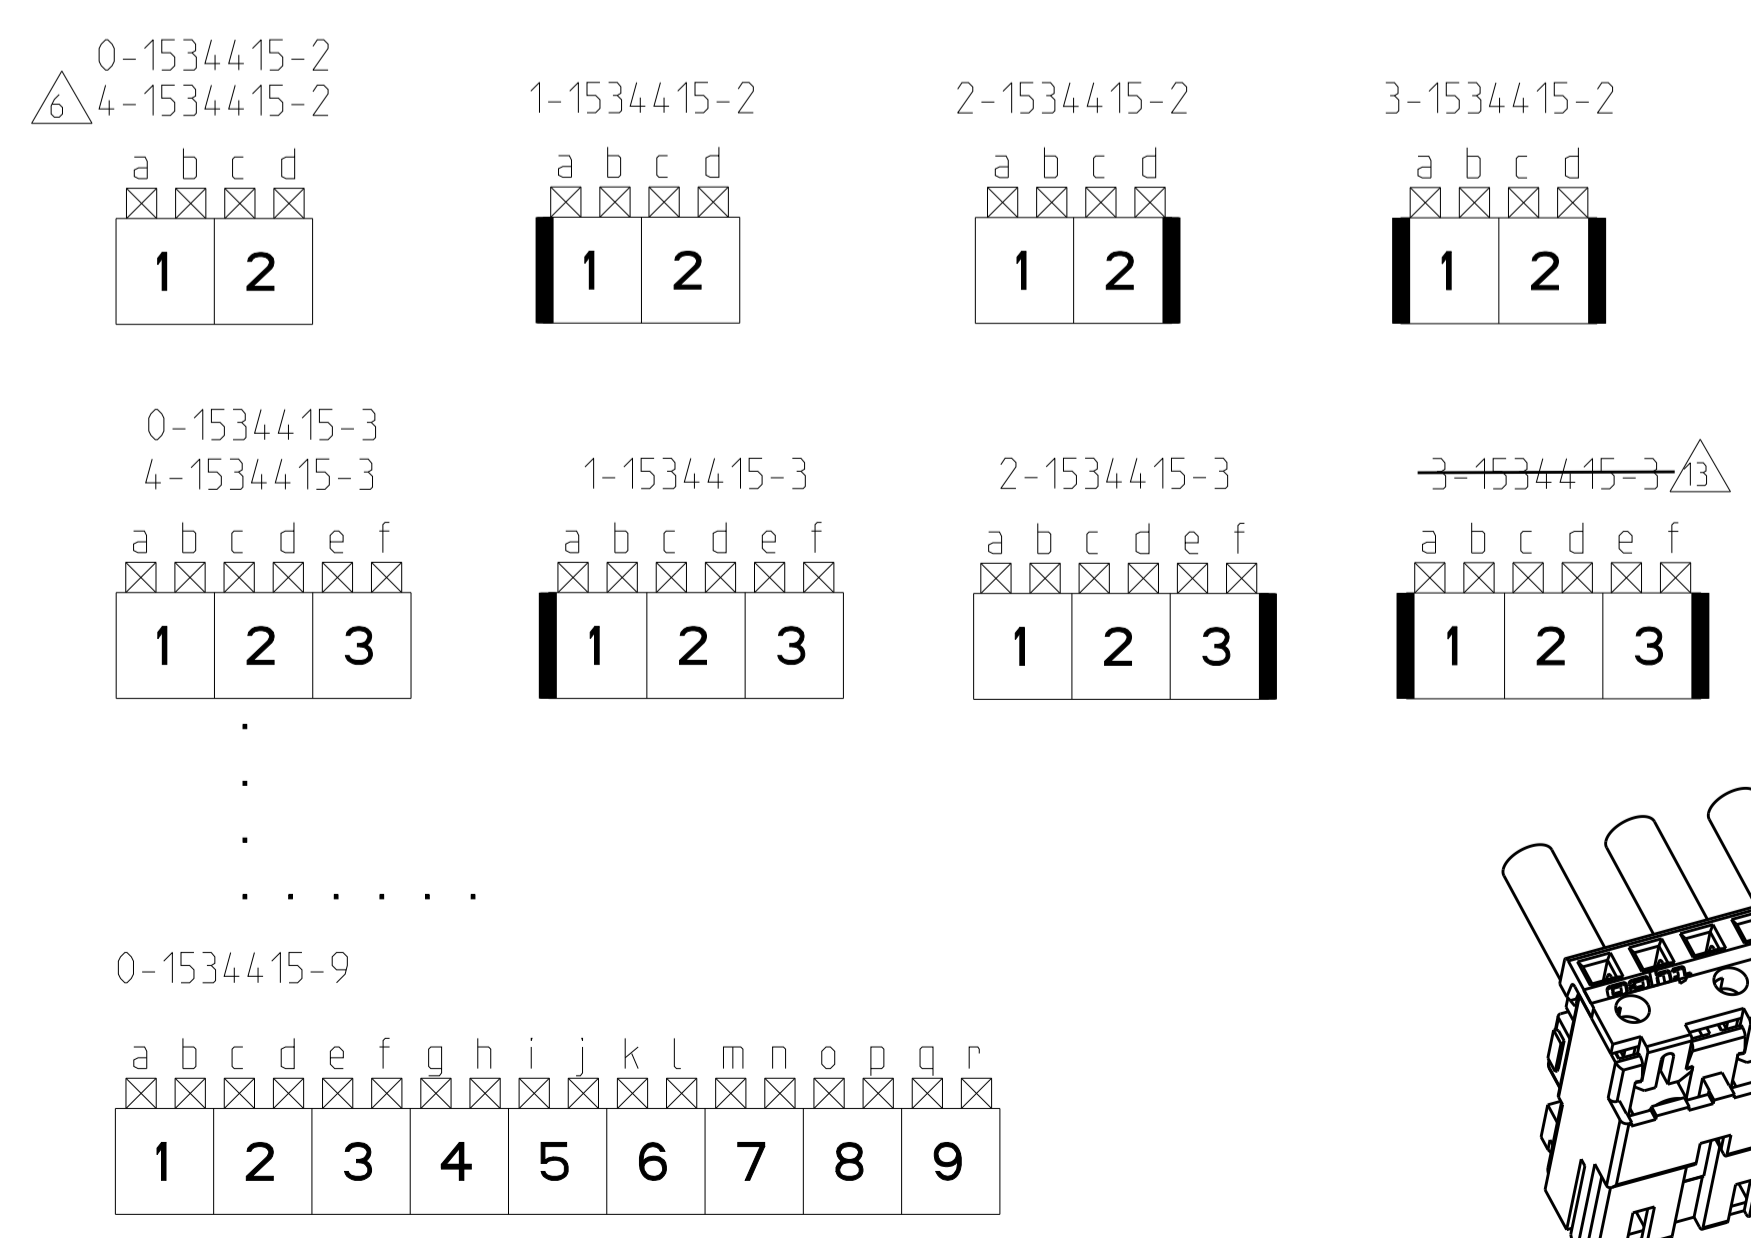 0-1534415-2
6 4-1534415-2 1-1534415-2 2-1534415-2 3-1534415-2
a b c d a b c d a b c d a b c d
1 2 1 2 1 2 1 2
0-1534415-3
4-1534415-3 1-1534415-3 2-1534415-3 3-1534415-3 13
a b c d e f a b c d e f a b c d e f a b c d e f
1 2 3 1 2 3 1 2 3 1 2 3
0-1534415-9
a b c d e f g h i j k l m n o p q r
1 2 3 4 5 6 7 8 9